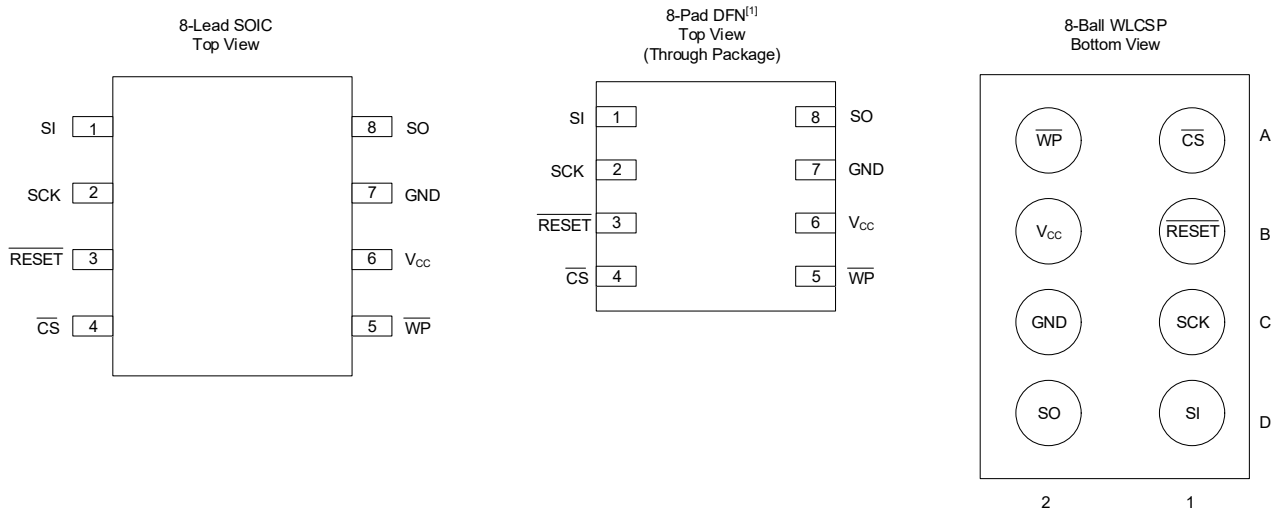 8-Lead SOIC
Top View
SI 1
8 SO
SCK 2
7 GND
RESET 3
6 VCC
CS 4
5 WP
8-Pad DFN[1]
Top View
(Through Package)
SI 1
8 SO
SCK 2
7 GND
RESET 3
6 VCC
CS 4
5 WP
8-Ball WLCSP
Bottom View
WP CS A
VCC RESET B
GND SCK C
SO SI D
2 1